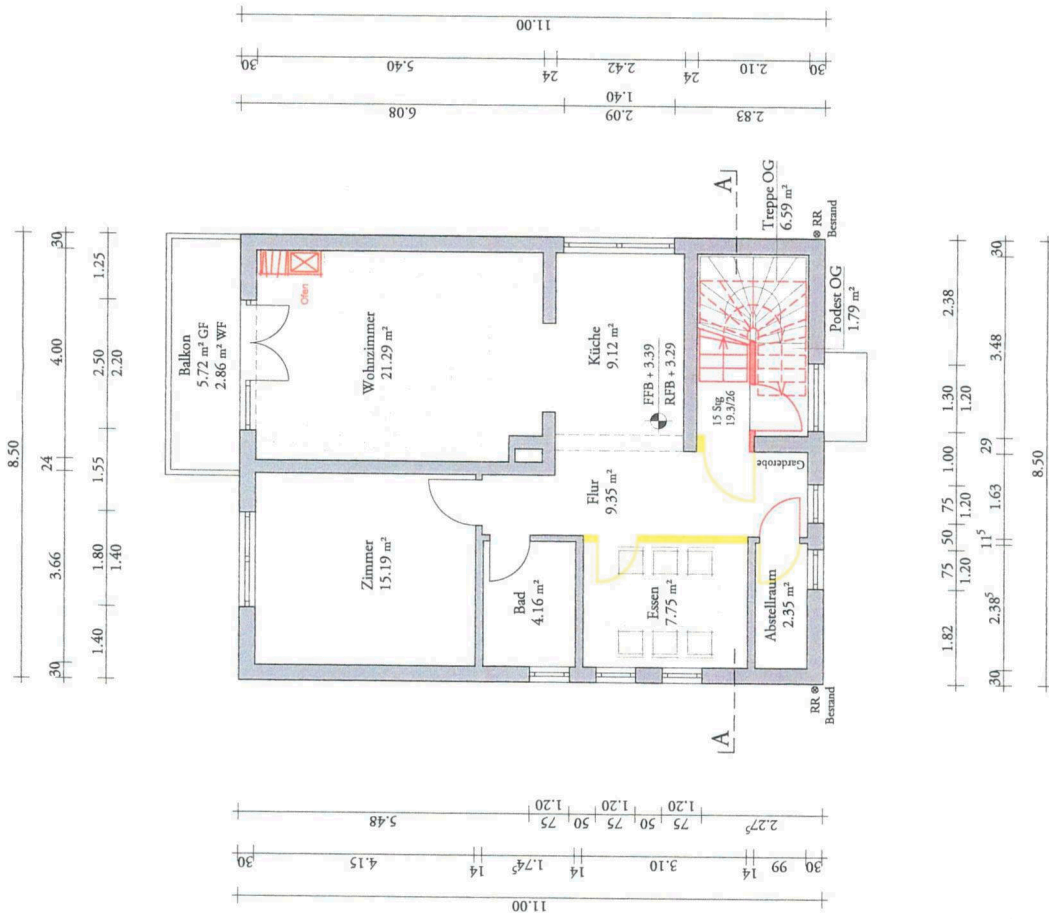 11.00
30
5.40
24
2.42
24
2.10
30
6.08
2.09
1.40
2.83
8.50
30
4.00
24
3.66
30
1.25
2.50
2.20
1.55
1.80
1.40
1.40
Balkon
5.72 m² GF
2.86 m² WF
Ofen
Wohnzimmer
21.29 m²
Küche
9.12 m²
FFB + 3.39
RFB + 3.29
Zimmer
15.19 m²
Flur
9.35 m²
Bad
4.16 m²
Essen
7.75 m²
Abstellraum
2.35 m²
Garderobe
15 Stg
19.3/26
Treppe OG
6.59 m²
Podest OG
1.79 m²
A
A
RR
Bestand
RR
Bestand
2.38
1.30
1.20
1.00
75
1.20
50
75
1.20
1.82
30
3.48
29
1.63
11⁵
2.38⁵
30
8.50
5.48
75
1.20
50
75
1.20
50
75
1.20
2.27⁵
30
4.15
14
1.74⁵
14
3.10
14
99
30
11.00